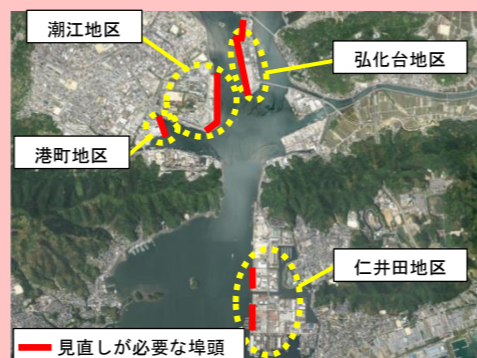 潮江地区
弘化台地区
港町地区
仁井田地区
見直しが必要な埠頭